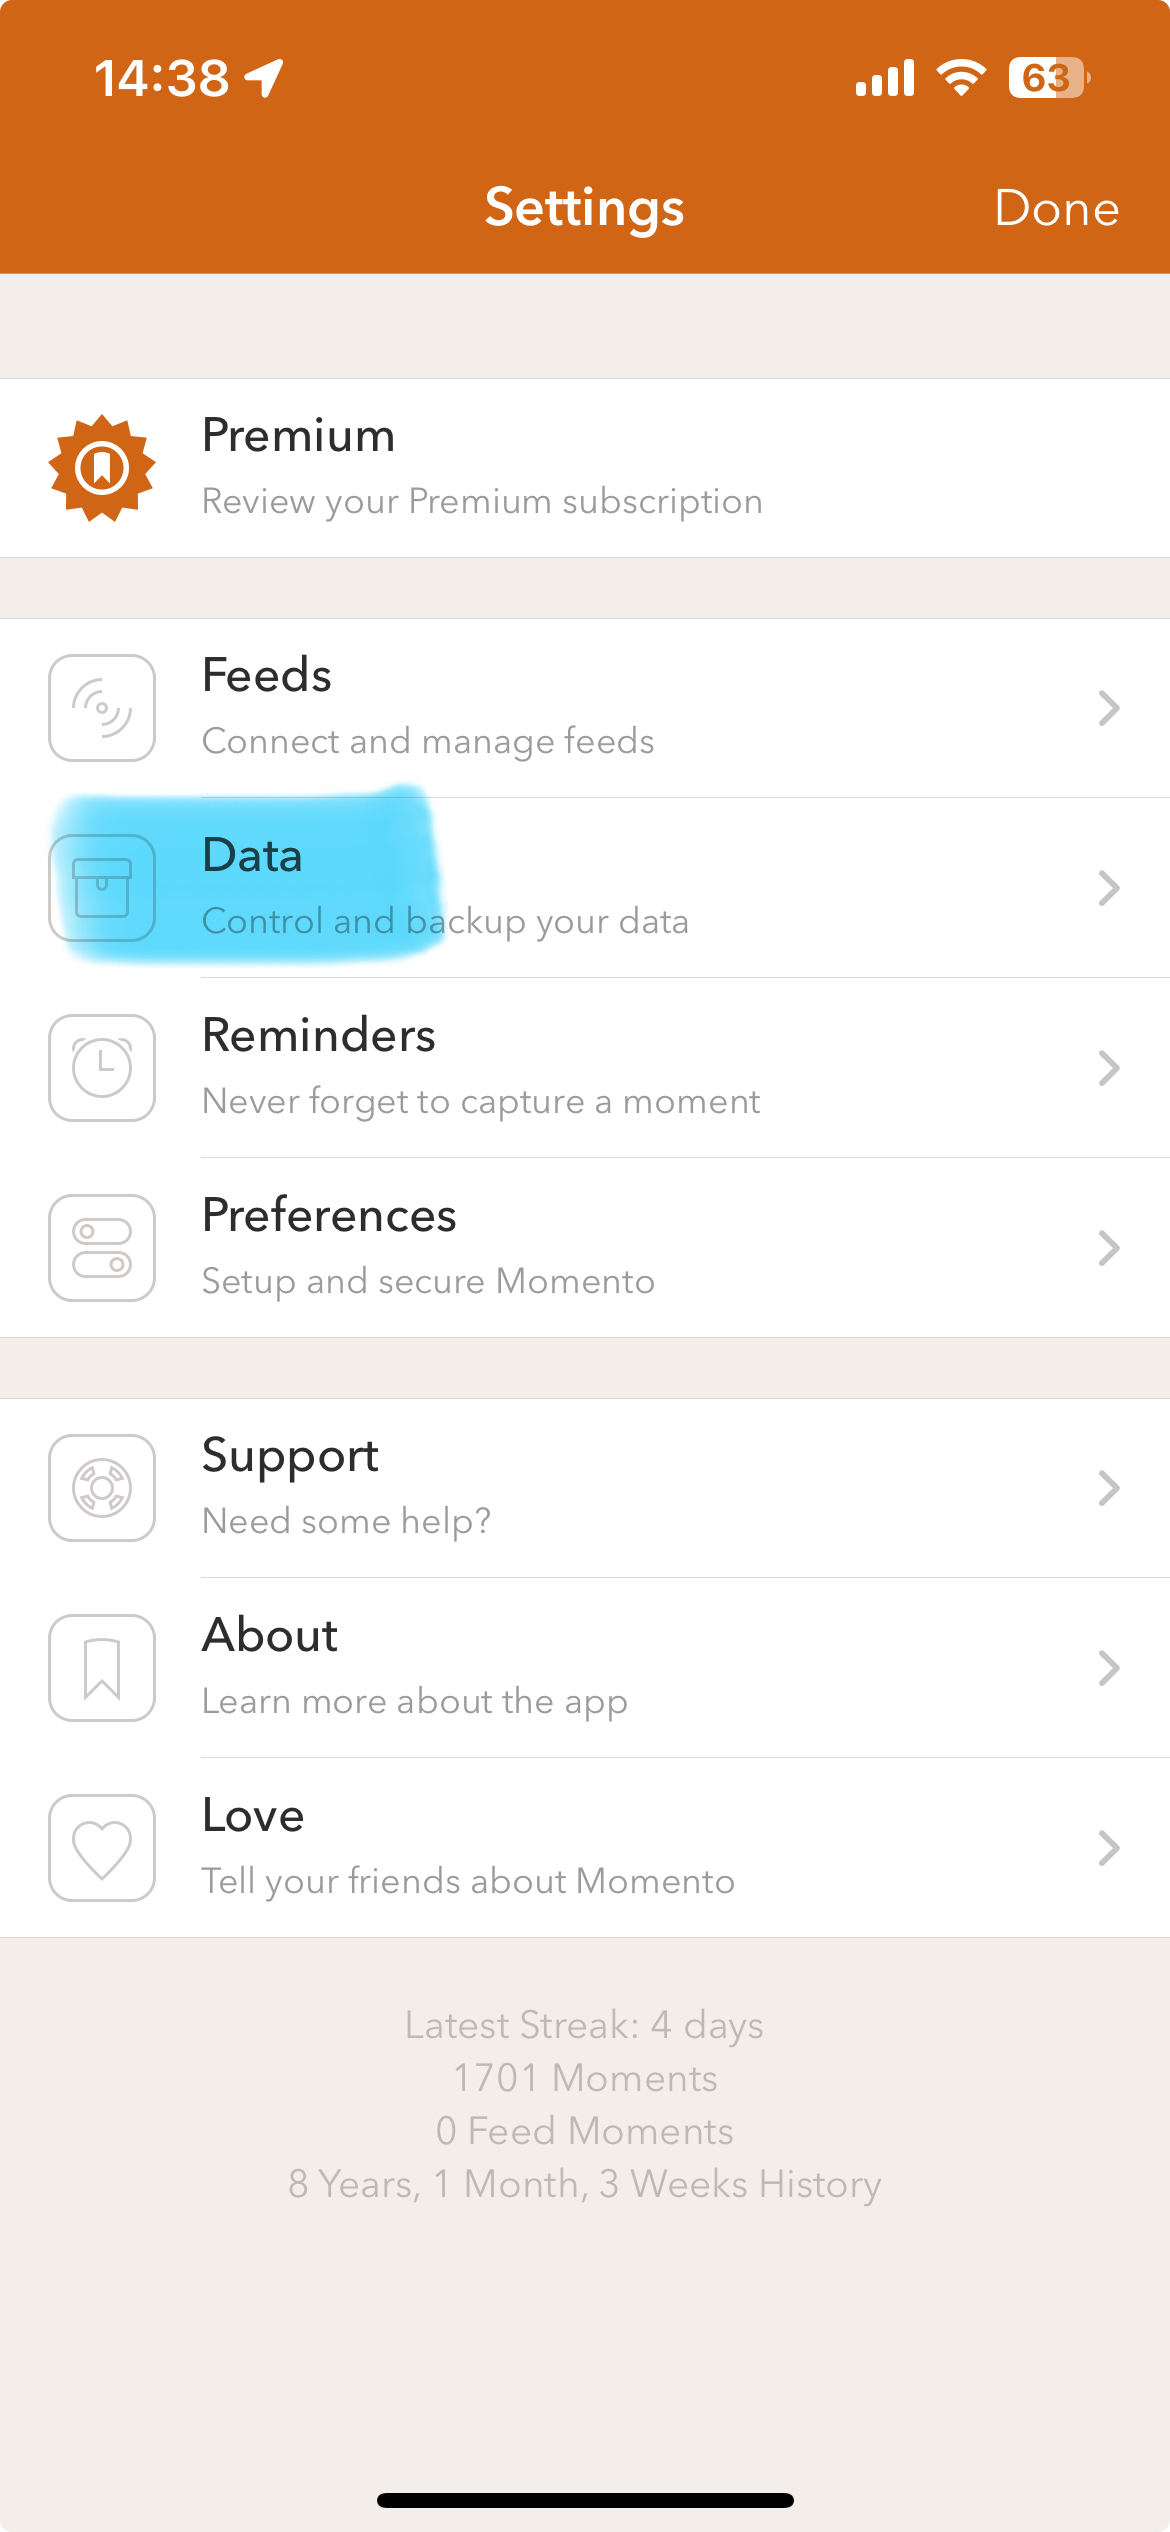 14:38
63
Settings
Done
Premium
Review your Premium subscription
Feeds
Connect and manage feeds
Data
Control and backup your data
Reminders
Never forget to capture a moment
Preferences
Setup and secure Momento
Support
Need some help?
About
Learn more about the app
Love
Tell your friends about Momento
Latest Streak: 4 days
1701 Moments
0 Feed Moments
8 Years, 1 Month, 3 Weeks History